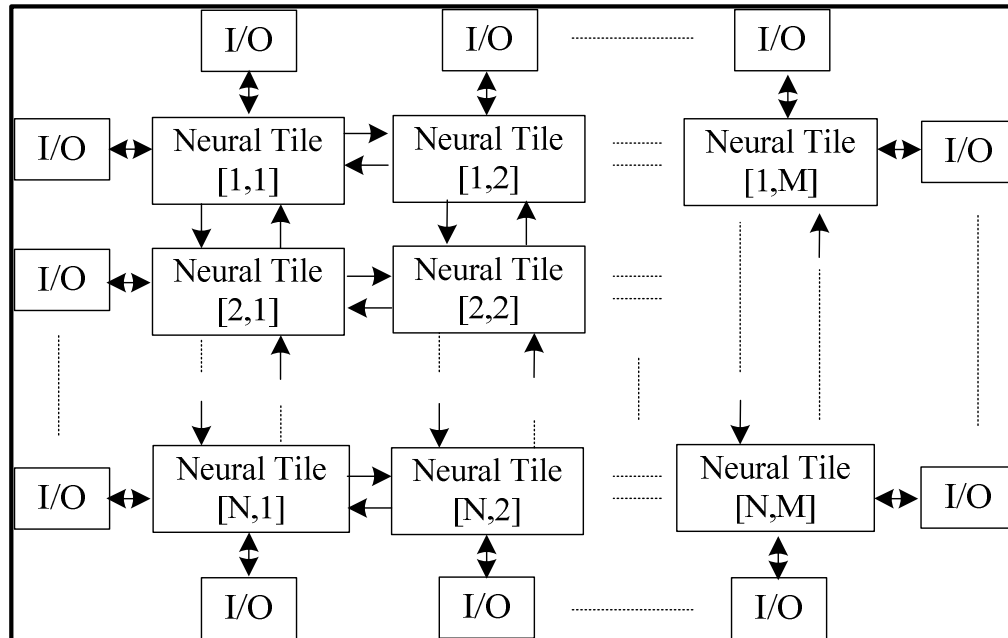 I/O
I/O
I/O
I/O
Neural Tile
[1,1]
Neural Tile
[1,2]
Neural Tile
[1,M]
I/O
I/O
Neural Tile
[2,1]
Neural Tile
[2,2]
I/O
Neural Tile
[N,1]
Neural Tile
[N,2]
Neural Tile
[N,M]
I/O
I/O
I/O
I/O